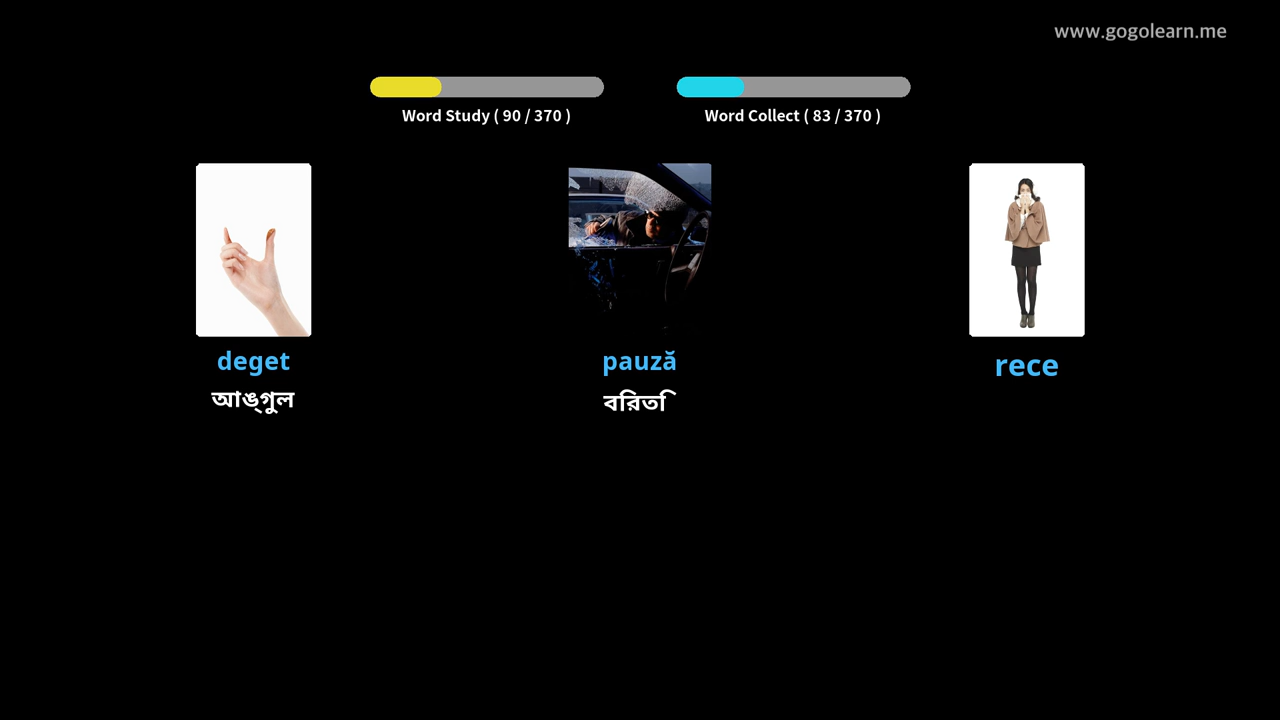 www.gogolearn.me
Word Study ( 90 / 370 )
Word Collect ( 83 / 370 )
deget
pauză
rece
আঙ্গুল
বিরতি